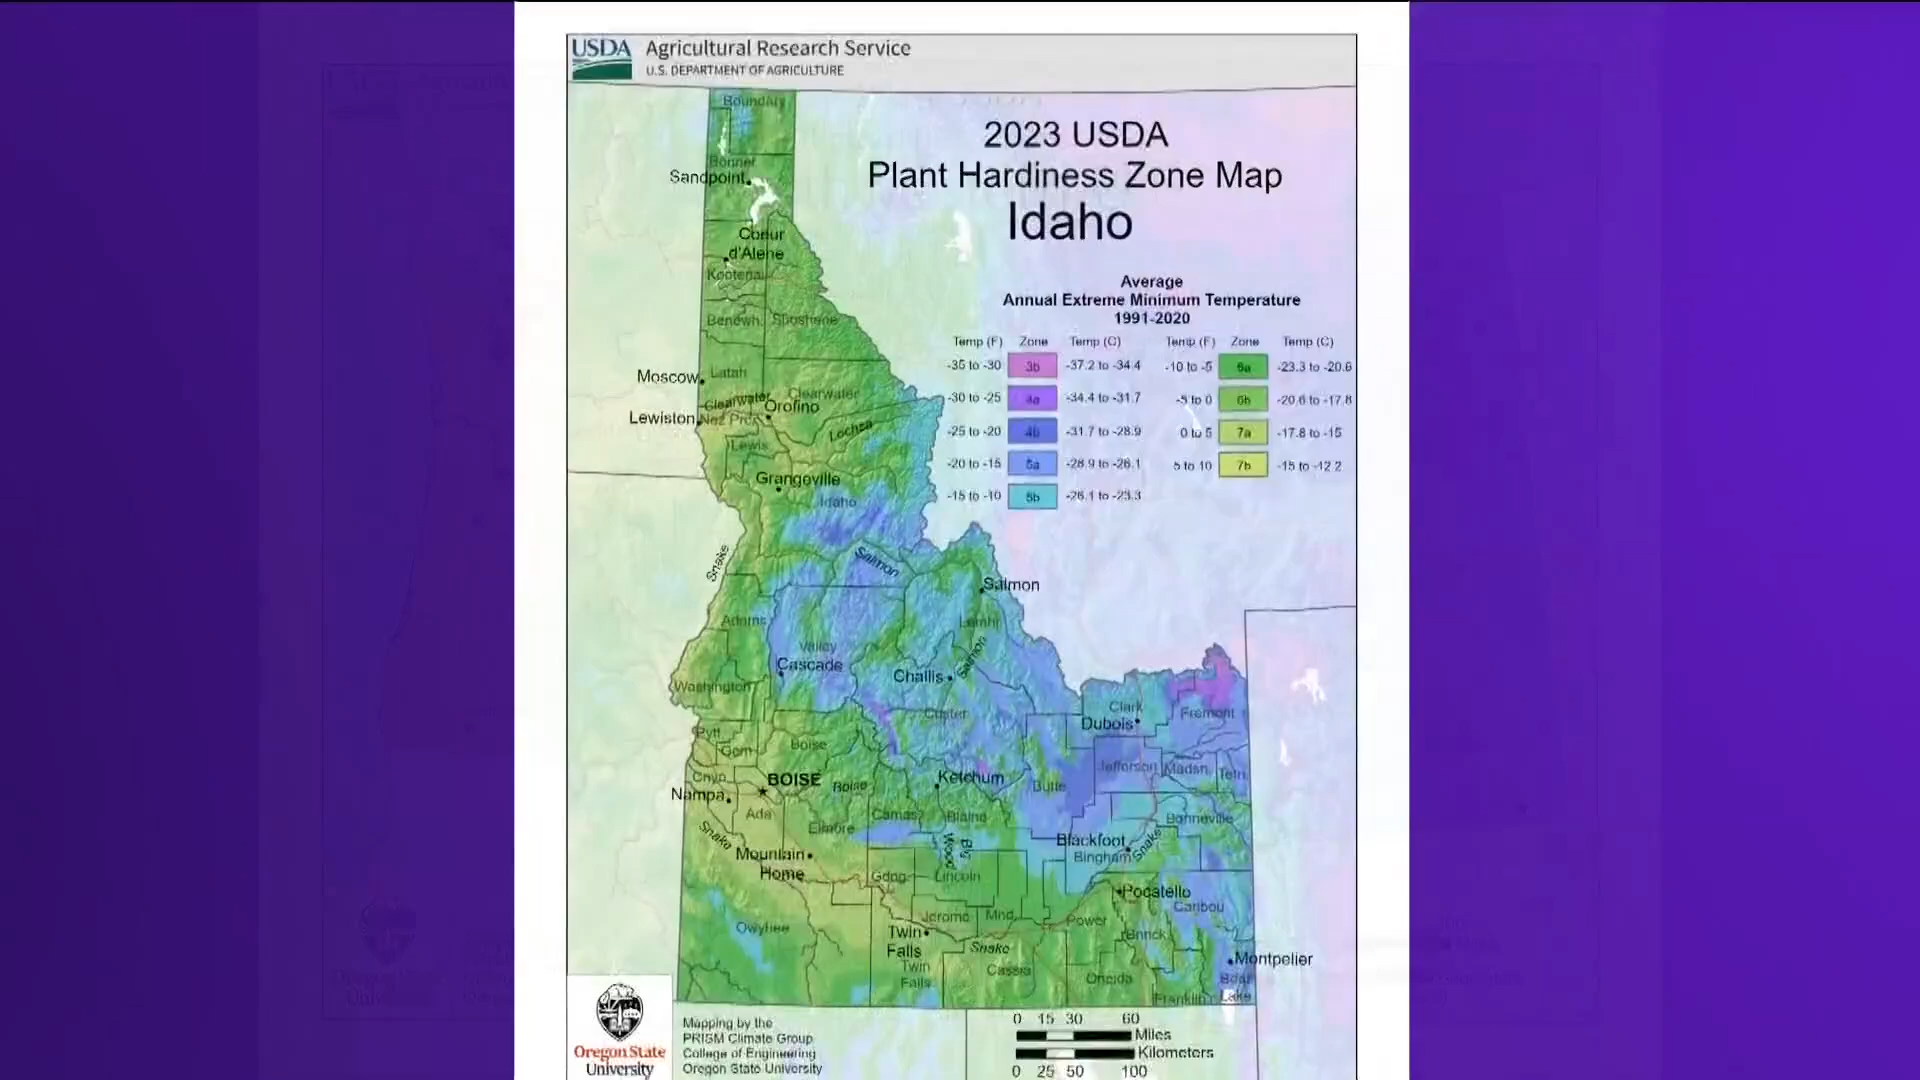 USDA
Agricultural Research Service
U.S. DEPARTMENT OF AGRICULTURE
2023 USDA
Plant Hardiness Zone Map
Idaho
Average
Annual Extreme Minimum Temperature
1991-2020
Temp (F) Zone Temp (C) Temp (F) Zone Temp (C)
-35 to -30 3b -37.2 to -34.4 -10 to -5 6a -23.3 to -20.6
-30 to -25 4a -34.4 to -31.7 -5 to 0 6b -20.6 to -17.8
-25 to -20 4b -31.7 to -28.9 0 to 5 7a -17.8 to -15
-20 to -15 5a -28.9 to -26.1 5 to 10 7b -15 to -12.2
-15 to -10 5b -26.1 to -23.3
Boundary
Bonner
Sandpoint
Coeur
d'Alene
Kootenai
Benewh. Shoshone
Moscow Latah
Clearwater
Clearwater
Orofino
Lewiston Nez Prce
Lochsa
Lewis
Grangeville
Idaho
Snake
Salmon
Salmon
Adams
Lemhi
Valley
Salmon
Cascade
Challis
Washington
Clark
Custer
Fremont
Dubois
Pytt.
Gem
Boise
Jefferson Madsn. Tetn.
Cnyn.
BOISE
Ketchum
Boise
Butte
Nampa
Ada
Camas
Blaine
Bonneville
Elmore
Snake
Big
Wood
Blackfoot
Snake
Mountain
Home
Bingham
Gdng. Lincoln
Pocatello
Caribou
Jerome Mnd.
Power
Owyhee
Twin
Falls
Bnnck.
Snake
Montpelier
Twin
Falls
Cassia
Oneida
Bear
Lake
Franklin
Oregon State
University
Mapping by the
PRISM Climate Group
College of Engineering
Oregon State University
0 15 30 60
Miles
Kilometers
0 25 50 100